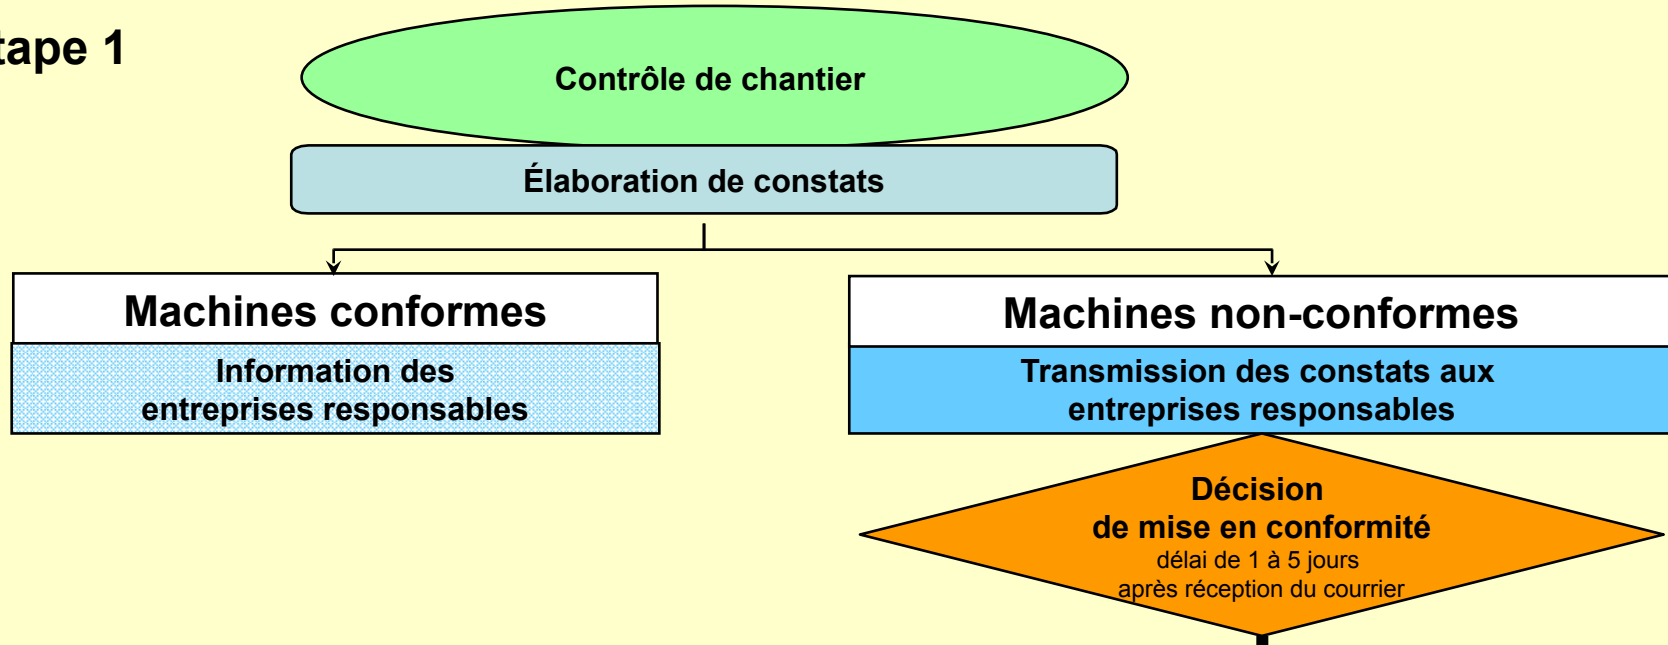 tape 1
Contrôle de chantier
Élaboration de constats
Machines conformes
Information des
entreprises responsables
Machines non-conformes
Transmission des constats aux
entreprises responsables
Décision
de mise en conformité
délai de 1 à 5 jours
après réception du courrier